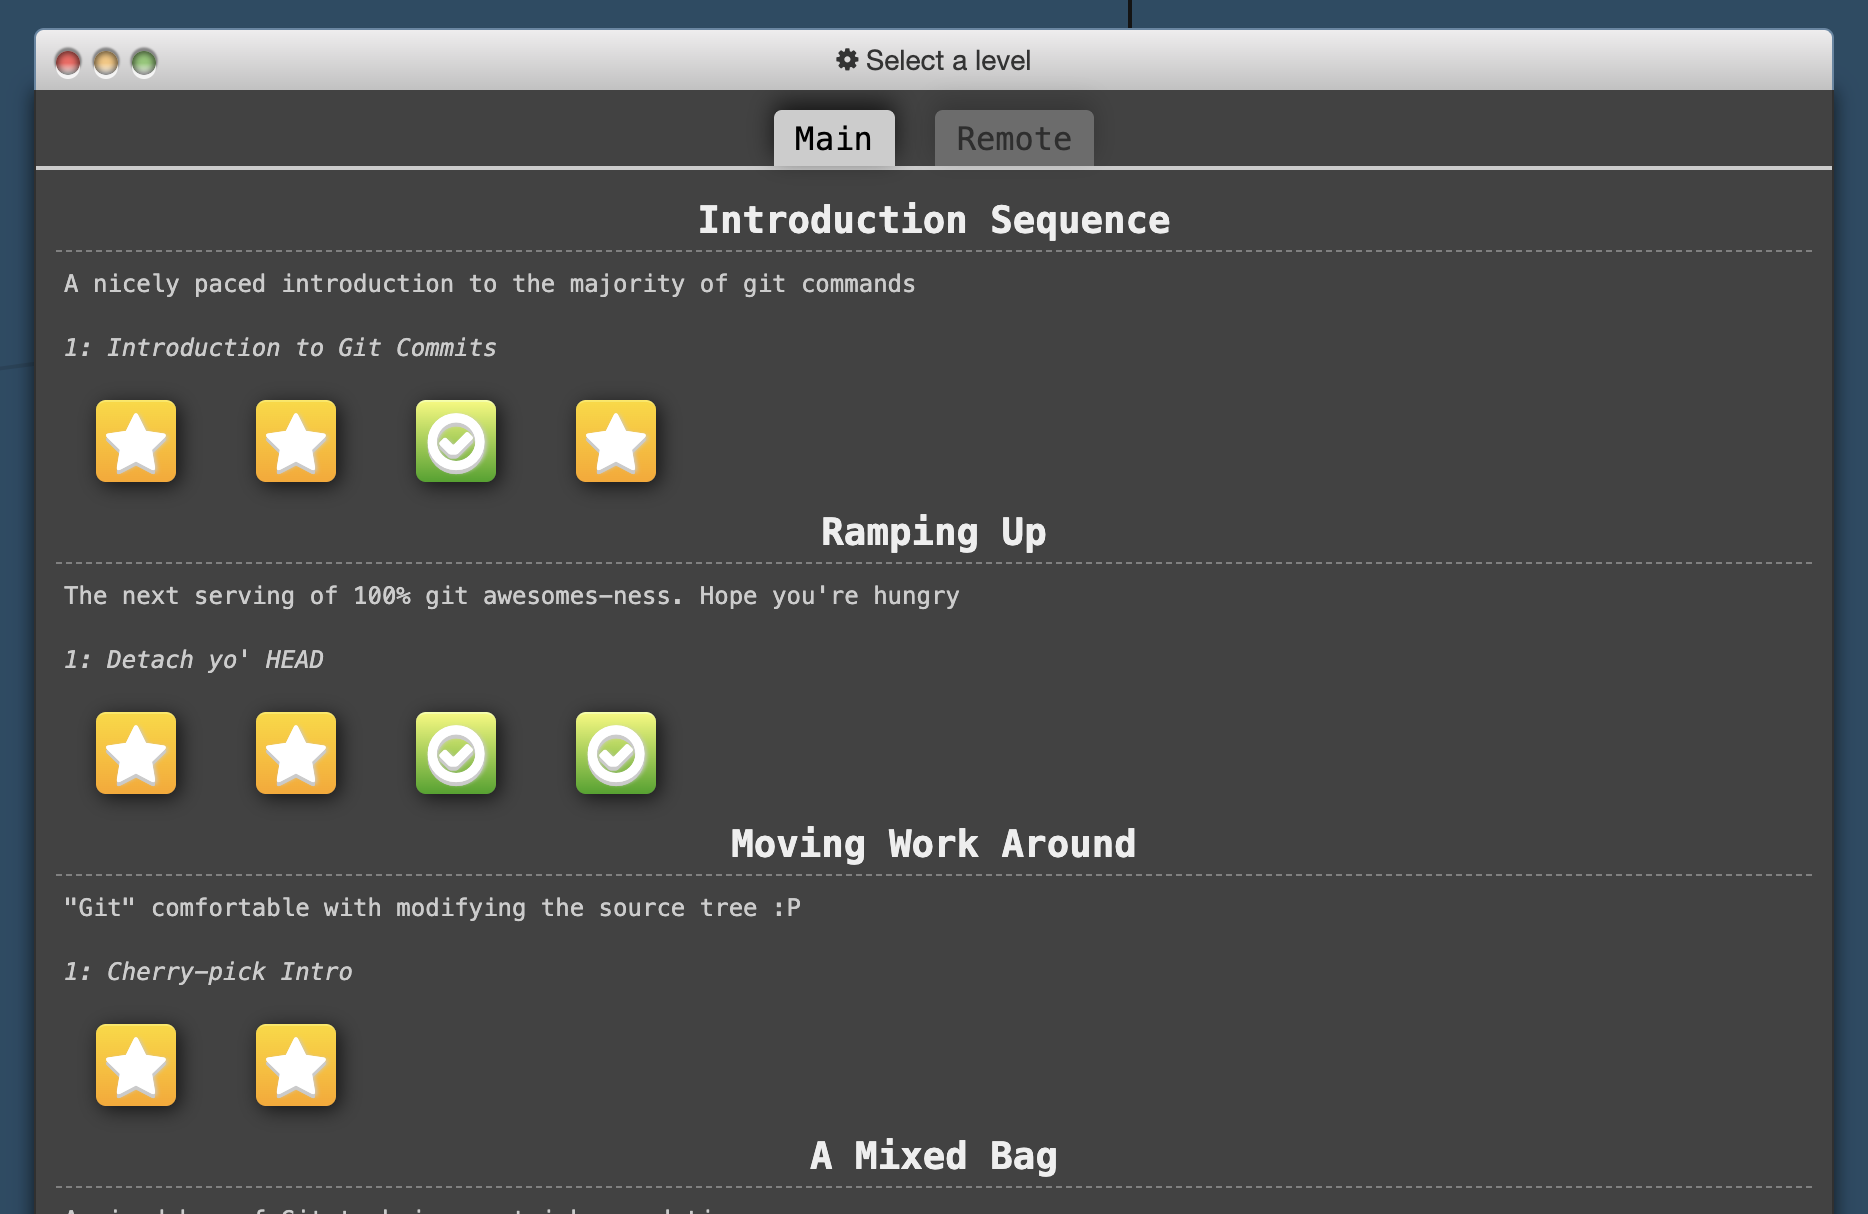 Select a level
Main Remote
Introduction Sequence
A nicely paced introduction to the majority of git commands
1: Introduction to Git Commits
Ramping Up
The next serving of 100% git awesomes-ness. Hope you're hungry
1: Detach yo' HEAD
Moving Work Around
"Git" comfortable with modifying the source tree :P
1: Cherry-pick Intro
A Mixed Bag